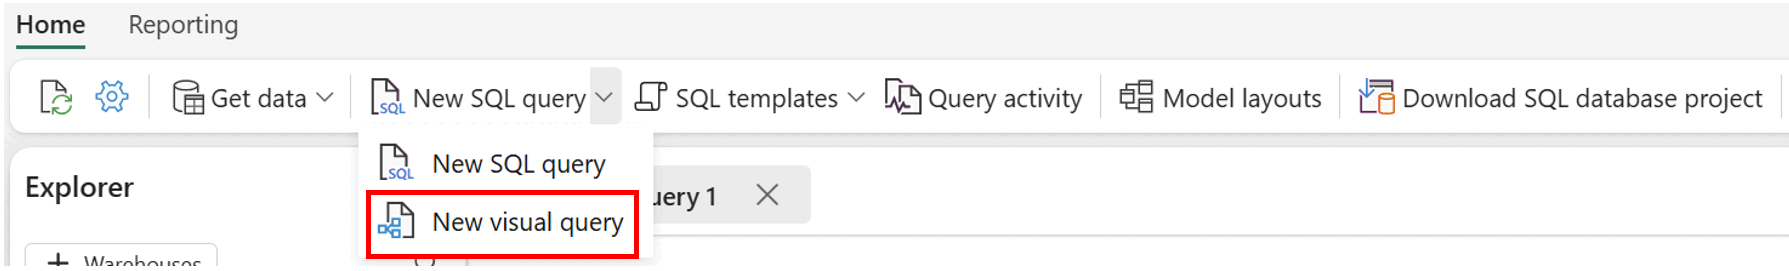 Home Reporting
Get data New SQL query SQL templates Query activity Model layouts Download SQL database project
SQL New SQL query
Explorer uery 1
New visual query
Warehouses